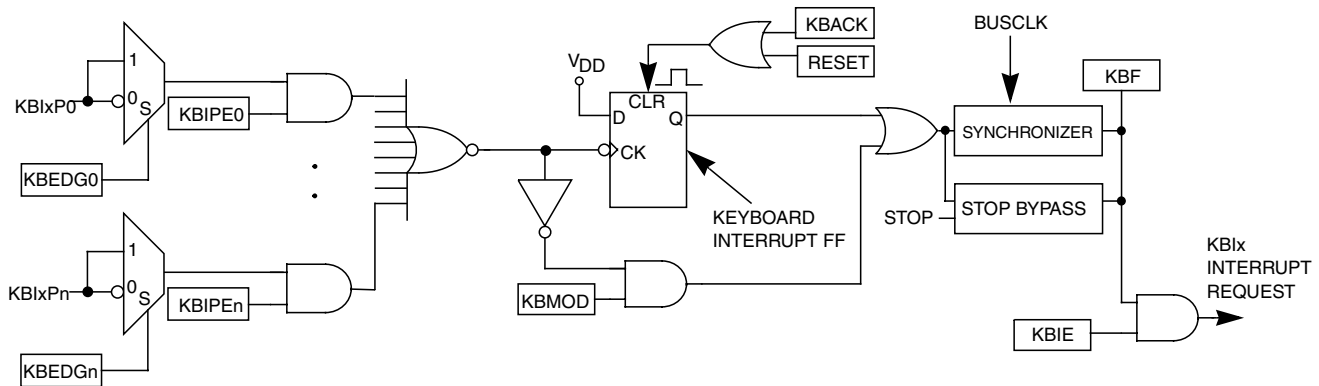 BUSCLK
KBACK
RESET
VDD
KBF
1
KBIxP0
0
S
KBIPE0
CLR
D
Q
CK
SYNCHRONIZER
KBEDG0
STOP BYPASS
STOP
KEYBOARD
INTERRUPT FF
1
KBIxPn
0
S
KBIPEn
KBMOD
KBIx
INTERRUPT
REQUEST
KBIE
KBEDGn